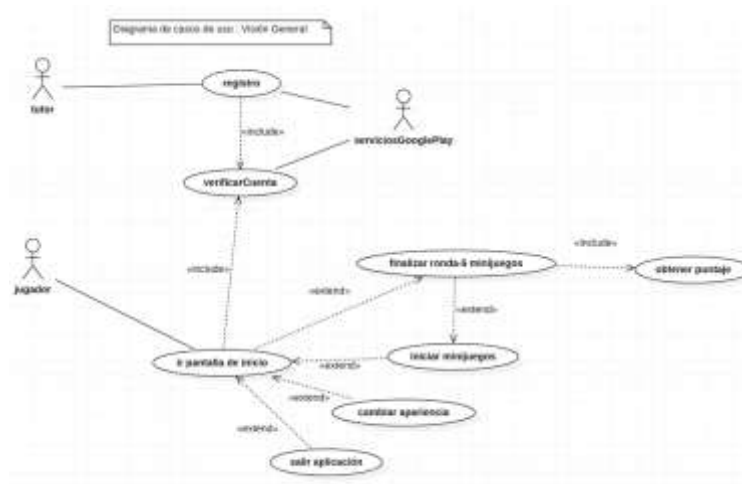 Diagrama de casos de uso : Visión General
tutor
registro
serviciosGooglePlay
«include»
verificarCuenta
jugador
«include»
finalizar ronda-5 minijuegos
«include»
obtener puntaje
«extend»
«extend»
ir pantalla de inicio
iniciar minijuegos
«extend»
«extend»
cambiar aperiencia
«extend»
salir aplicación